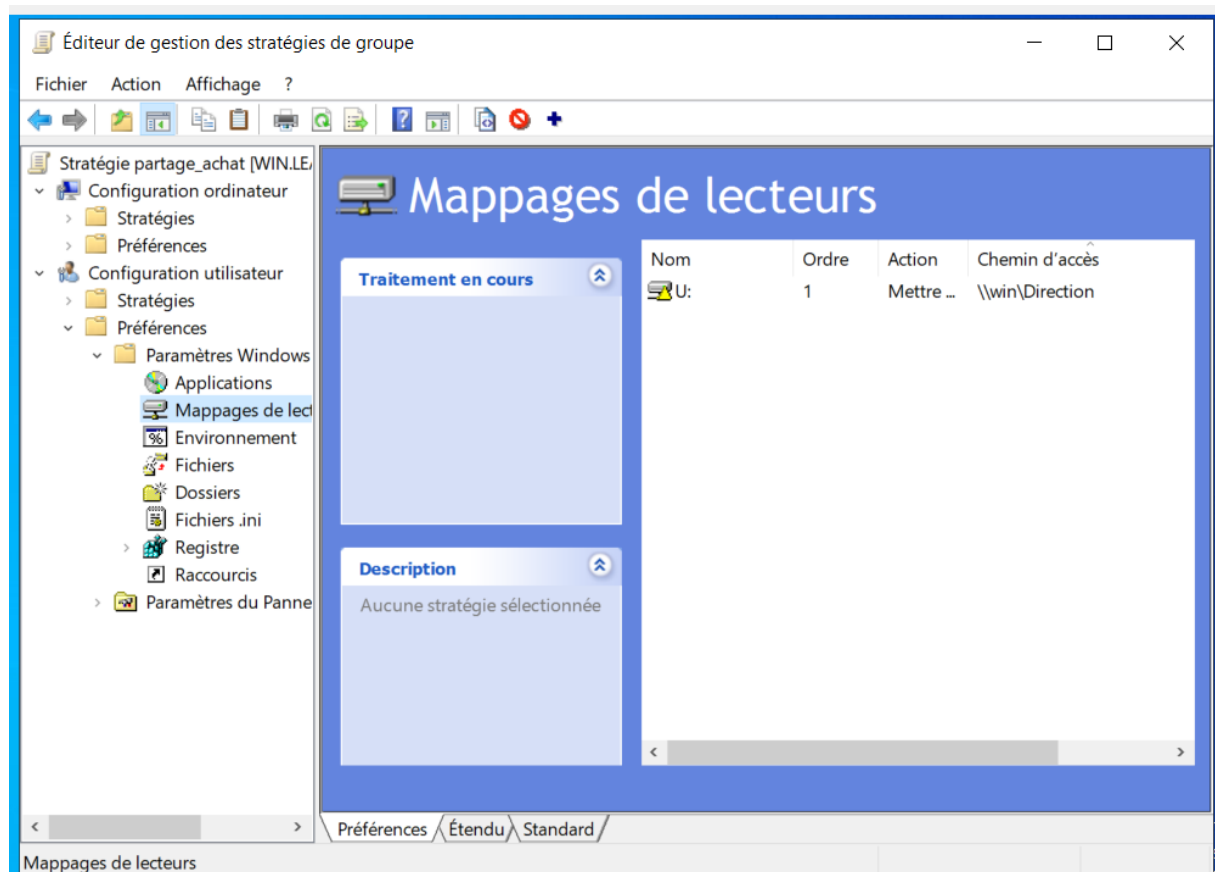 Éditeur de gestion des stratégies de groupe
Fichier Action Affichage ?
Stratégie partage_achat [WIN.LE
Configuration ordinateur
Stratégies
Préférences
Configuration utilisateur
Stratégies
Préférences
Paramètres Windows
Applications
Mappages de lect
Environnement
Fichiers
Dossiers
Fichiers .ini
Registre
Raccourcis
Paramètres du Panne
Mappages de lecteurs
Traitement en cours
Description
Aucune stratégie sélectionnée
Nom Ordre Action Chemin d'accès
U: 1 Mettre ... \\win\Direction
Préférences Étendu Standard
Mappages de lecteurs